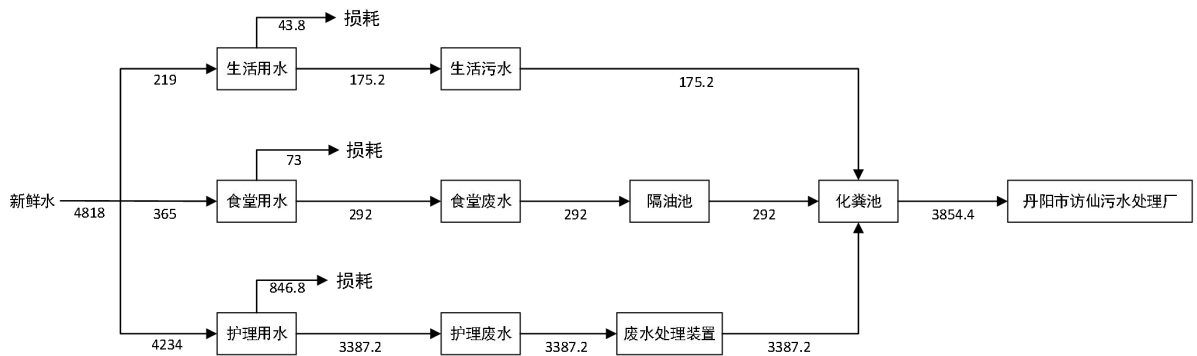 43.8
损耗
219
生活用水
175.2
生活污水
175.2
73
损耗
新鲜水
4818
365
食堂用水
292
食堂废水
292
隔油池
292
化粪池
3854.4
丹阳市访仙污水处理厂
846.8
损耗
4234
护理用水
3387.2
护理废水
3387.2
废水处理装置
3387.2